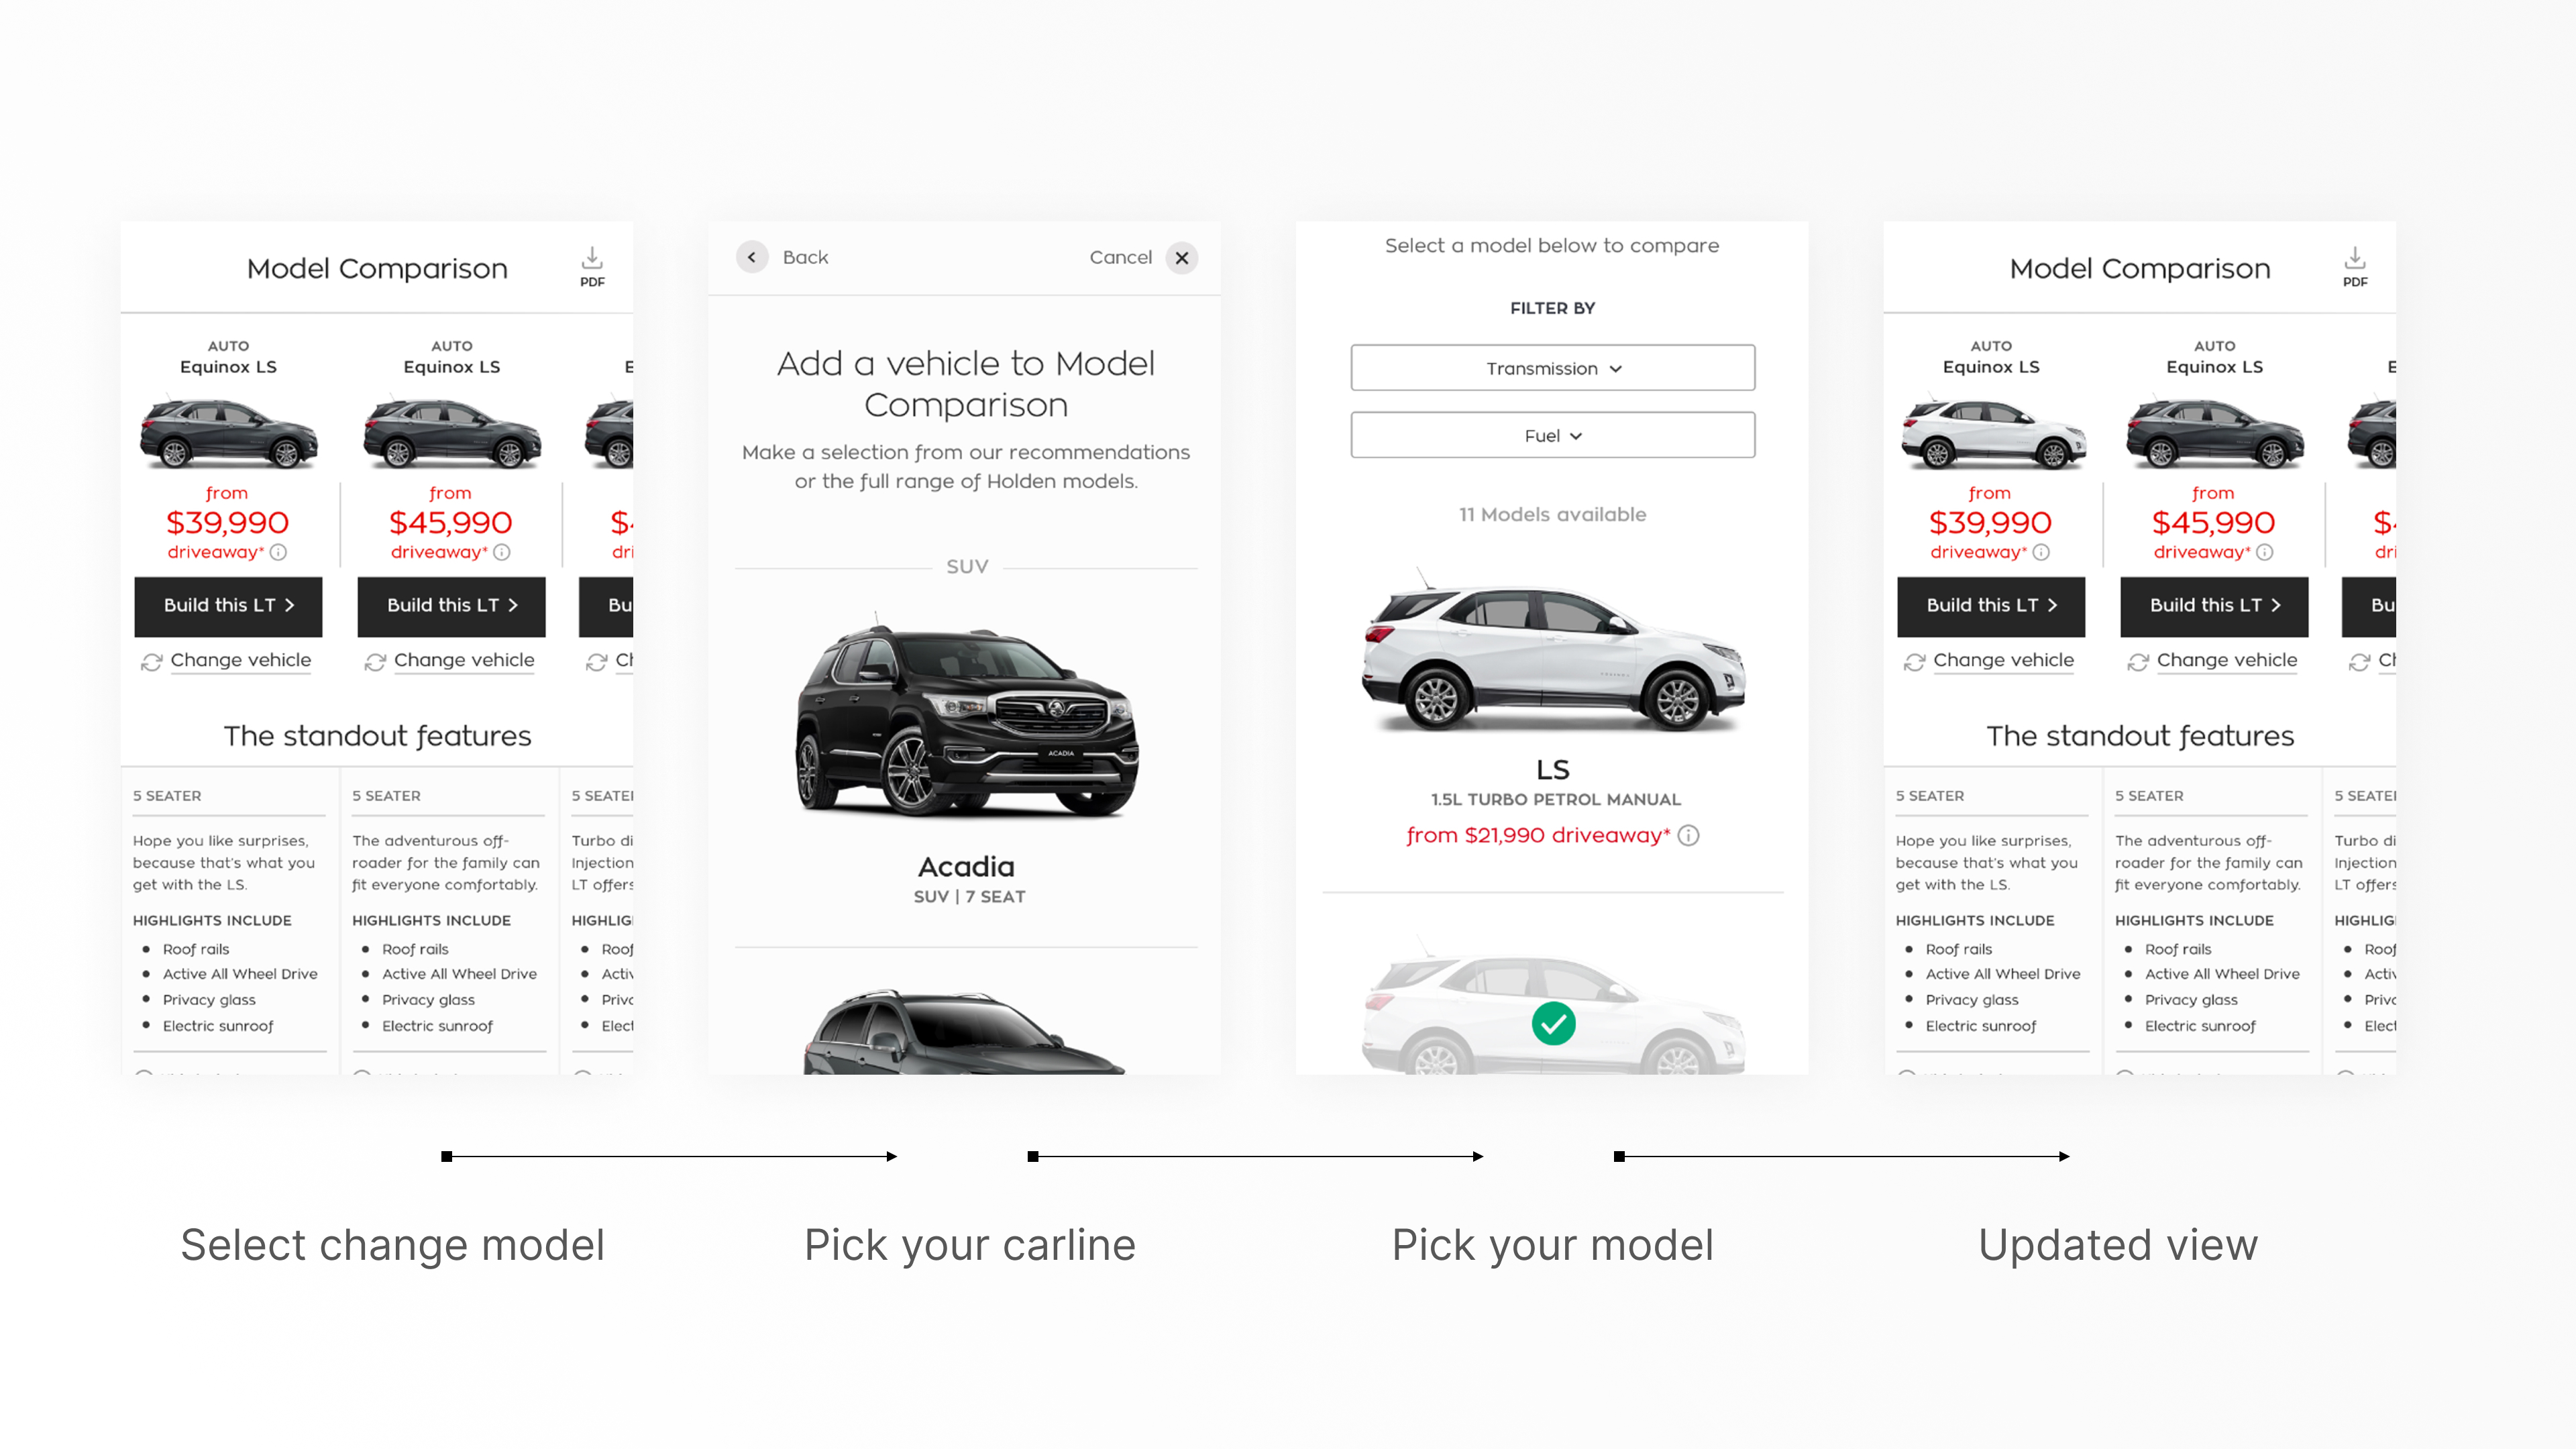 Model Comparison
PDF
AUTO
Equinox LS
from
$39,990
driveaway*
Build this LT
Change vehicle
AUTO
Equinox LS
from
$45,990
driveaway*
Build this LT
Change vehicle
E
$4
dri
Bu
Ch
The standout features
5 SEATER
Hope you like surprises,
because that's what you
get with the LS.
HIGHLIGHTS INCLUDE
• Roof rails
• Active All Wheel Drive
• Privacy glass
• Electric sunroof
5 SEATER
The adventurous off-
roader for the family can
fit everyone comfortably.
HIGHLIGHTS INCLUDE
• Roof rails
• Active All Wheel Drive
• Privacy glass
• Electric sunroof
5 SEATE
Turbo di
Injection
LT offers
HIGHLIG
• Roof
• Activ
• Priva
• Elect
Back
Cancel
Add a vehicle to Model
Comparison
Make a selection from our recommendations
or the full range of Holden models.
SUV
ACADIA
Acadia
SUV | 7 SEAT
Select a model below to compare
FILTER BY
Transmission
Fuel
11 Models available
LS
1.5L TURBO PETROL MANUAL
from $21,990 driveaway*
Model Comparison
PDF
AUTO
Equinox LS
from
$39,990
driveaway*
Build this LT
Change vehicle
AUTO
Equinox LS
from
$45,990
driveaway*
Build this LT
Change vehicle
E
$4
dri
Bu
Ch
The standout features
5 SEATER
Hope you like surprises,
because that's what you
get with the LS.
HIGHLIGHTS INCLUDE
• Roof rails
• Active All Wheel Drive
• Privacy glass
• Electric sunroof
5 SEATER
The adventurous off-
roader for the family can
fit everyone comfortably.
HIGHLIGHTS INCLUDE
• Roof rails
• Active All Wheel Drive
• Privacy glass
• Electric sunroof
5 SEATE
Turbo di
Injection
LT offers
HIGHLIG
• Roof
• Activ
• Priva
• Elect
Select change model
Pick your carline
Pick your model
Updated view